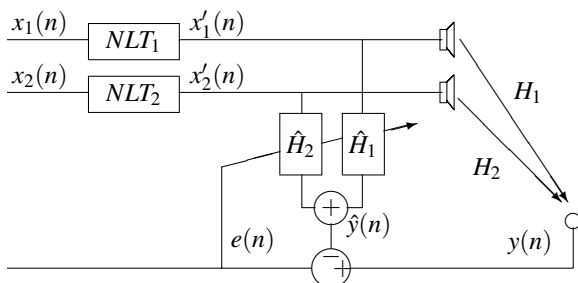 x₁(n) NLT₁ x′₁(n)
x₂(n) NLT₂ x′₂(n)
H₁
Ĥ₂ Ĥ₁
H₂
+
e(n) ŷ(n) y(n)
− +